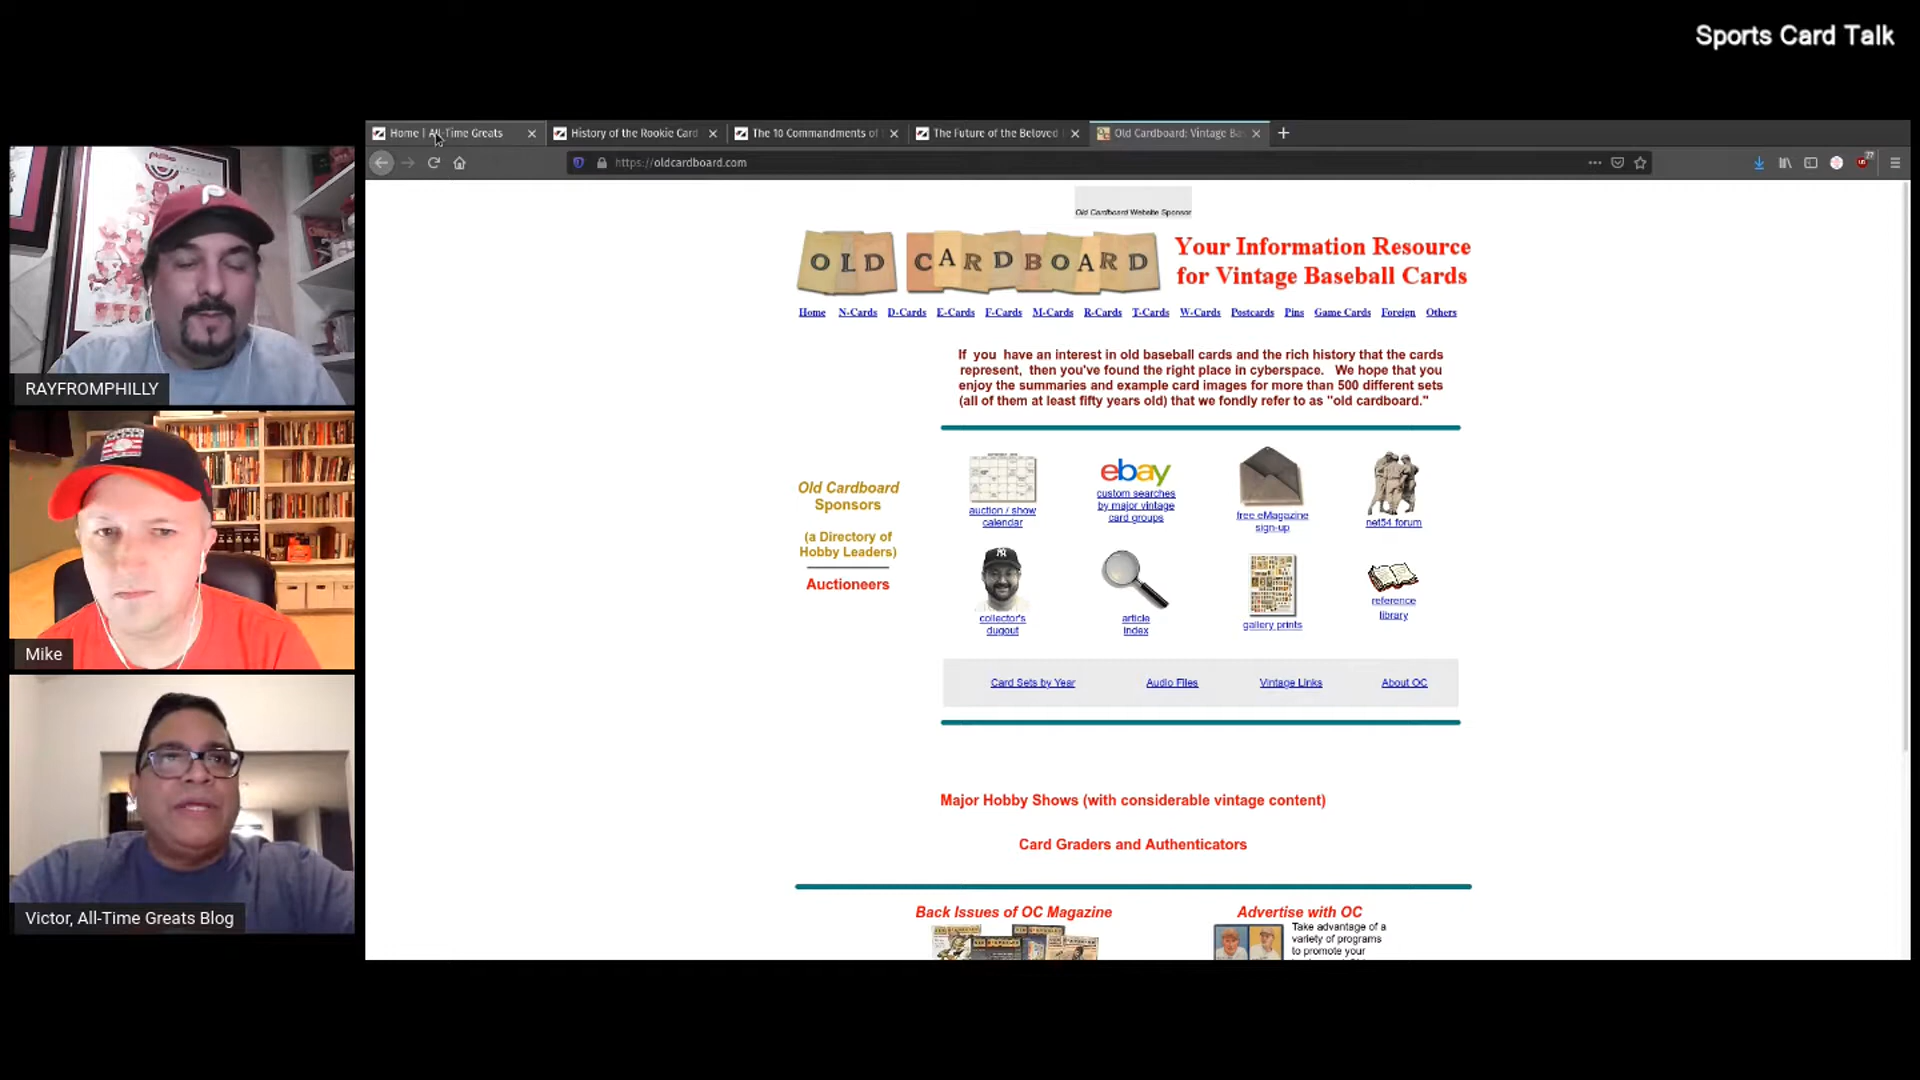 Sports Card Talk
Home | All-Time Greats
History of the Rookie Card
The 10 Commandments of
The Future of the Beloved
Old Cardboard: Vintage Ba
https://oldcardboard.com
Old Cardboard Website Sponsor
OLD CARDBOARD
Your Information Resource
for Vintage Baseball Cards
Home N-Cards D-Cards E-Cards F-Cards M-Cards R-Cards T-Cards W-Cards Postcards Pins Game Cards Foreign Others
If you have an interest in old baseball cards and the rich history that the cards
represent, then you've found the right place in cyberspace. We hope that you
enjoy the summaries and example card images for more than 500 different sets
(all of them at least fifty years old) that we fondly refer to as "old cardboard."
Old Cardboard
Sponsors
(a Directory of
Hobby Leaders)
Auctioneers
auction / show
calendar
ebay
custom searches
by major vintage
card groups
free eMagazine
sign-up
net54 forum
collector's
dugout
article
index
gallery prints
reference
library
Card Sets by Year Audio Files Vintage Links About OC
Major Hobby Shows (with considerable vintage content)
Card Graders and Authenticators
Back Issues of OC Magazine
Advertise with OC
Take advantage of a
variety of programs
to promote your
RAYFROMPHILLY
Mike
Victor, All-Time Greats Blog